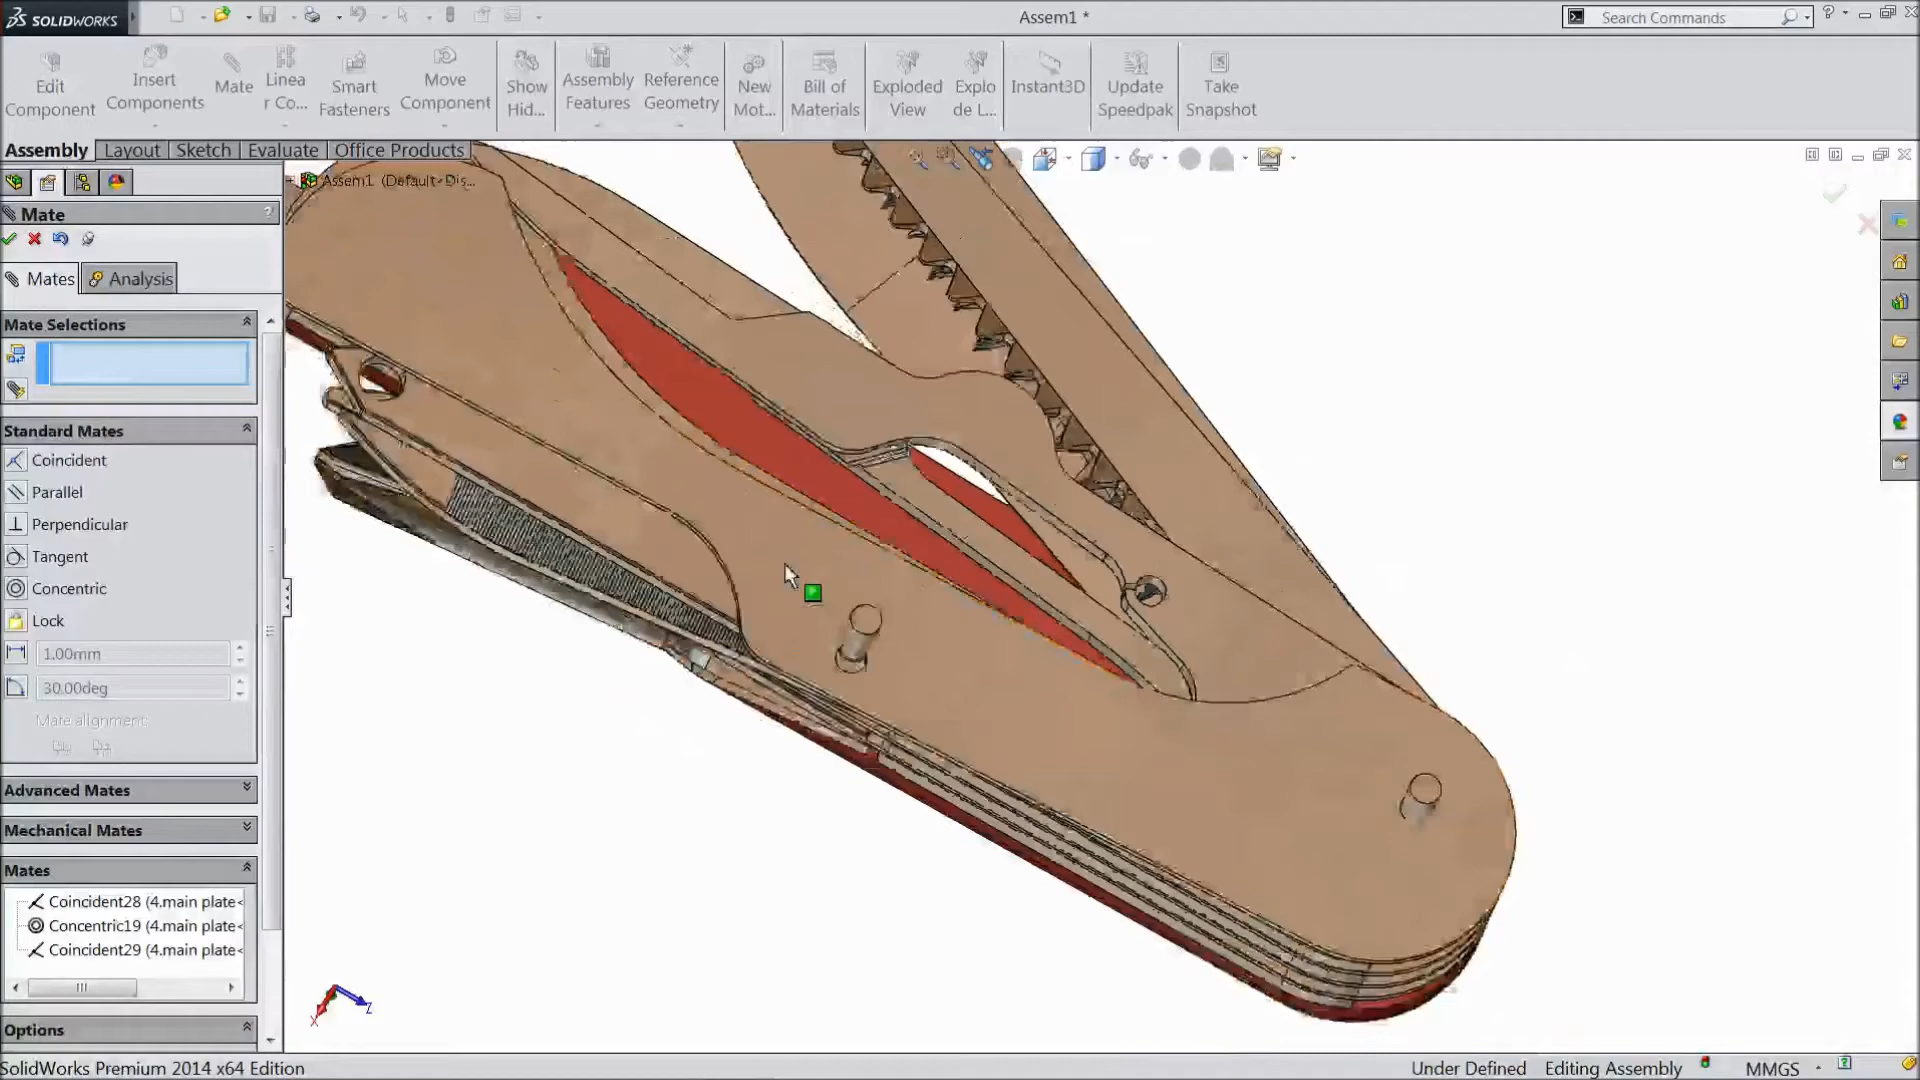 SOLIDWORKS
Assem1 *
Search Commands
Edit Component
Insert Components
Mate
Linea r Co...
Smart Fasteners
Move Component
Show Hid...
Assembly Features
Reference Geometry
New Mot...
Bill of Materials
Exploded View
Explo de L...
Instant3D
Update Speedpak
Take Snapshot
Assembly
Layout
Sketch
Evaluate
Office Products
Assem1 (Default<Dis...
Mate
?
Mates
Analysis
Mate Selections
Standard Mates
Coincident
Parallel
Perpendicular
Tangent
Concentric
Lock
1.00mm
30.00deg
Mate alignment:
Advanced Mates
Mechanical Mates
Mates
Coincident28 (4.main plate<
Concentric19 (4.main plate<
Coincident29 (4.main plate<
Options
X
Z
SolidWorks Premium 2014 x64 Edition
Under Defined
Editing Assembly
MMGS